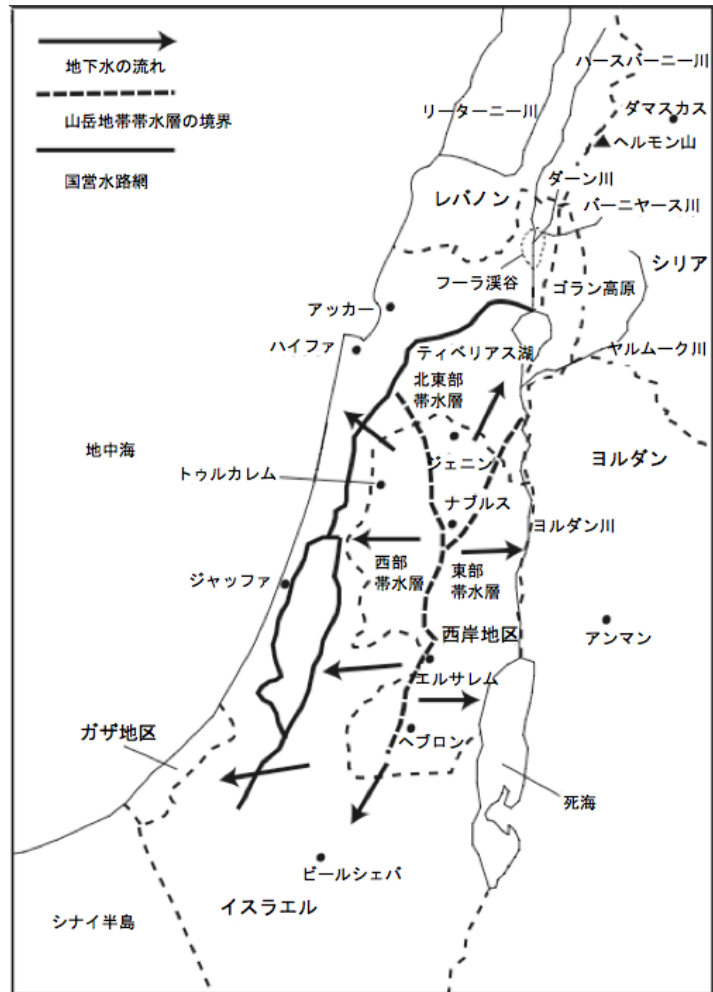 地下水の流れ
山岳地帯帯水層の境界
国営水路網
ハースバーニー川
リーターニー川
ダマスカス
ヘルモン山
ダーン川
レバノン
バーニヤース川
シリア
フーラ渓谷
ゴラン高原
アッカー
ハイファ
ティベリアス湖
ヤルムーク川
北東部
帯水層
地中海
ジェニン
ヨルダン
トゥルカレム
ナブルス
ヨルダン川
西部
帯水層
東部
帯水層
ジャッファ
西岸地区
アンマン
エルサレム
ガザ地区
ヘブロン
死海
ビールシェバ
イスラエル
シナイ半島